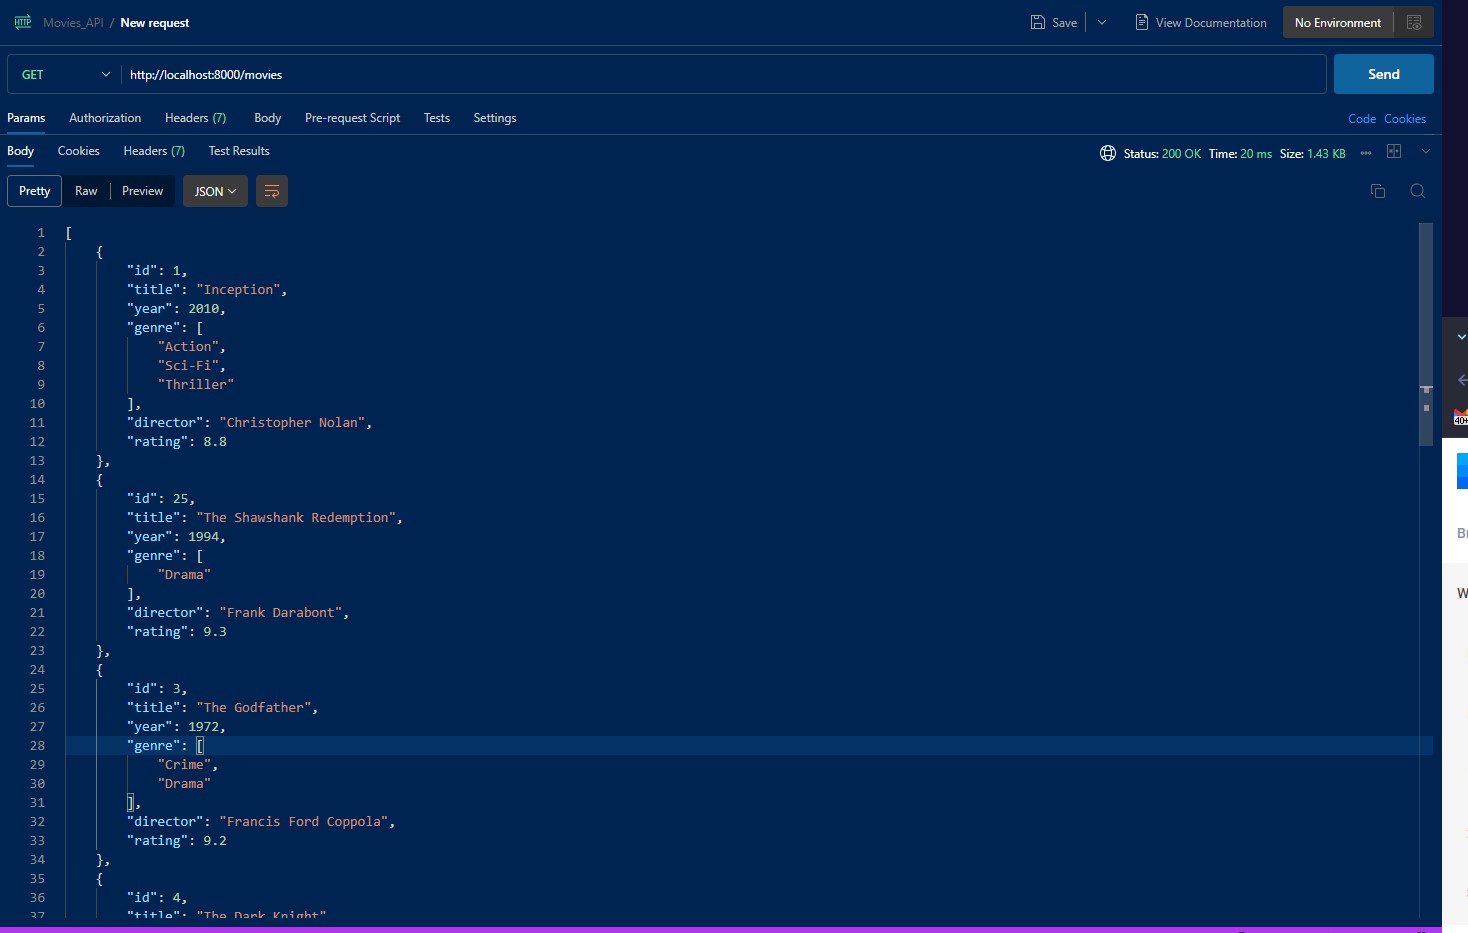 HTTP Movies_API / New request Save View Documentation No Environment
GET http://localhost:8000/movies Send
Params Authorization Headers (7) Body Pre-request Script Tests Settings Code Cookies
Body Cookies Headers (7) Test Results Status: 200 OK Time: 20 ms Size: 1.43 KB
Pretty Raw Preview JSON
1 [
2 {
3 "id": 1,
4 "title": "Inception",
5 "year": 2010,
6 "genre": [
7 "Action",
8 "Sci-Fi",
9 "Thriller"
10 ],
11 "director": "Christopher Nolan",
12 "rating": 8.8
13 },
14 {
15 "id": 25,
16 "title": "The Shawshank Redemption",
17 "year": 1994,
18 "genre": [
19 "Drama"
20 ],
21 "director": "Frank Darabont",
22 "rating": 9.3
23 },
24 {
25 "id": 3,
26 "title": "The Godfather",
27 "year": 1972,
28 "genre": [
29 "Crime",
30 "Drama"
31 ],
32 "director": "Francis Ford Coppola",
33 "rating": 9.2
34 },
35 {
36 "id": 4,
37 "title": "The Dark Knight"